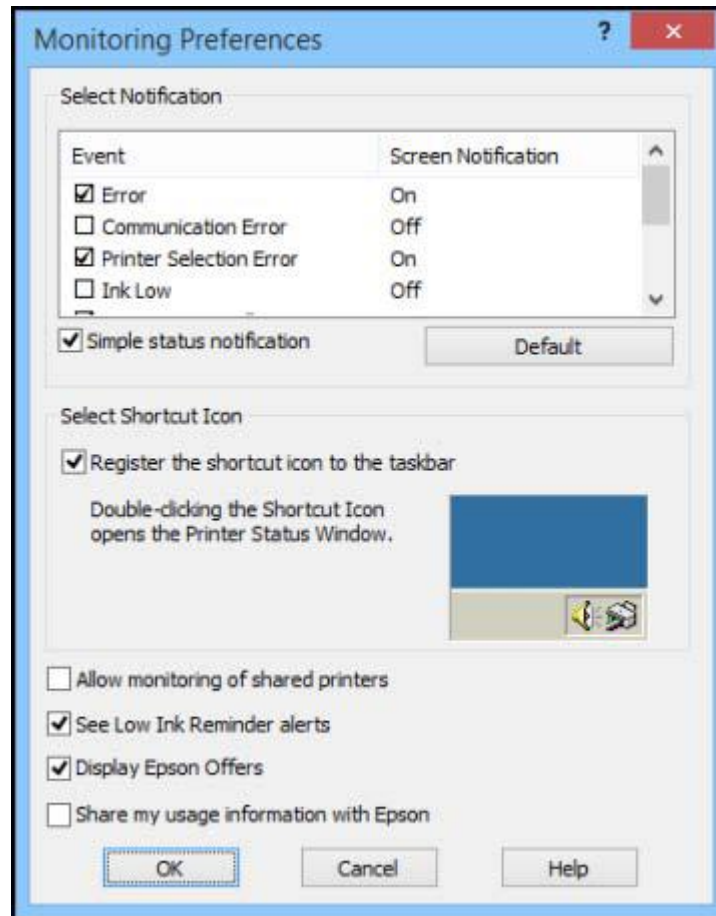 Monitoring Preferences
Select Notification
Event Screen Notification
Error On
Communication Error Off
Printer Selection Error On
Ink Low Off
Simple status notification Default
Select Shortcut Icon
Register the shortcut icon to the taskbar
Double-clicking the Shortcut Icon
opens the Printer Status Window.
Allow monitoring of shared printers
See Low Ink Reminder alerts
Display Epson Offers
Share my usage information with Epson
OK Cancel Help